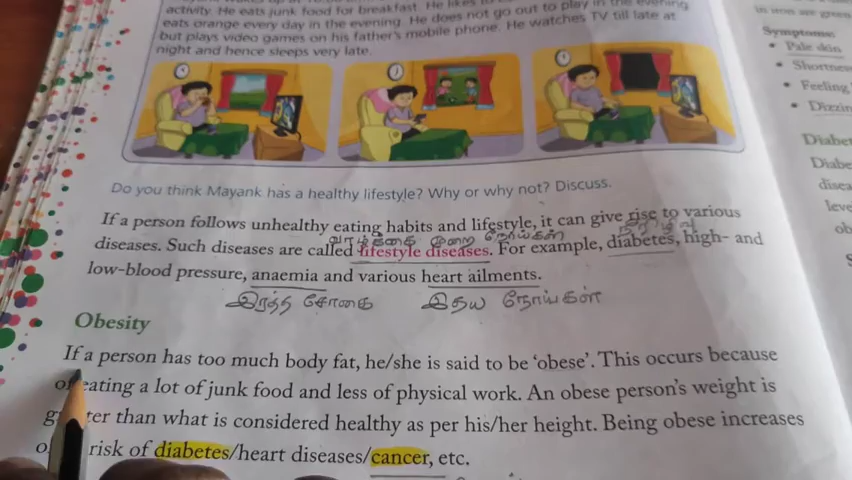 activity. He eats junk food for breakfast. He likes to
eats orange every day in the evening. He does not go out to play in the evening
but plays video games on his father's mobile phone. He watches TV till late at
night and hence sleeps very late.
Do you think Mayank has a healthy lifestyle? Why or why not? Discuss.
If a person follows unhealthy eating habits and lifestyle, it can give rise to various
வாழ்க்கை முறை நோய்கள்
diseases. Such diseases are called lifestyle diseases. For example, diabetes, high- and
low-blood pressure, anaemia and various heart ailments.
இரத்த சோகை இதய நோய்கள்
Obesity
If a person has too much body fat, he/she is said to be 'obese'. This occurs because
eating a lot of junk food and less of physical work. An obese person's weight is
than what is considered healthy as per his/her height. Being obese increases
risk of diabetes/heart diseases/cancer, etc.
Symptoms
• Pale skin
• Shortness
• Feeling
• Dizzin
Diabet
Diabe
disea
leve
ob